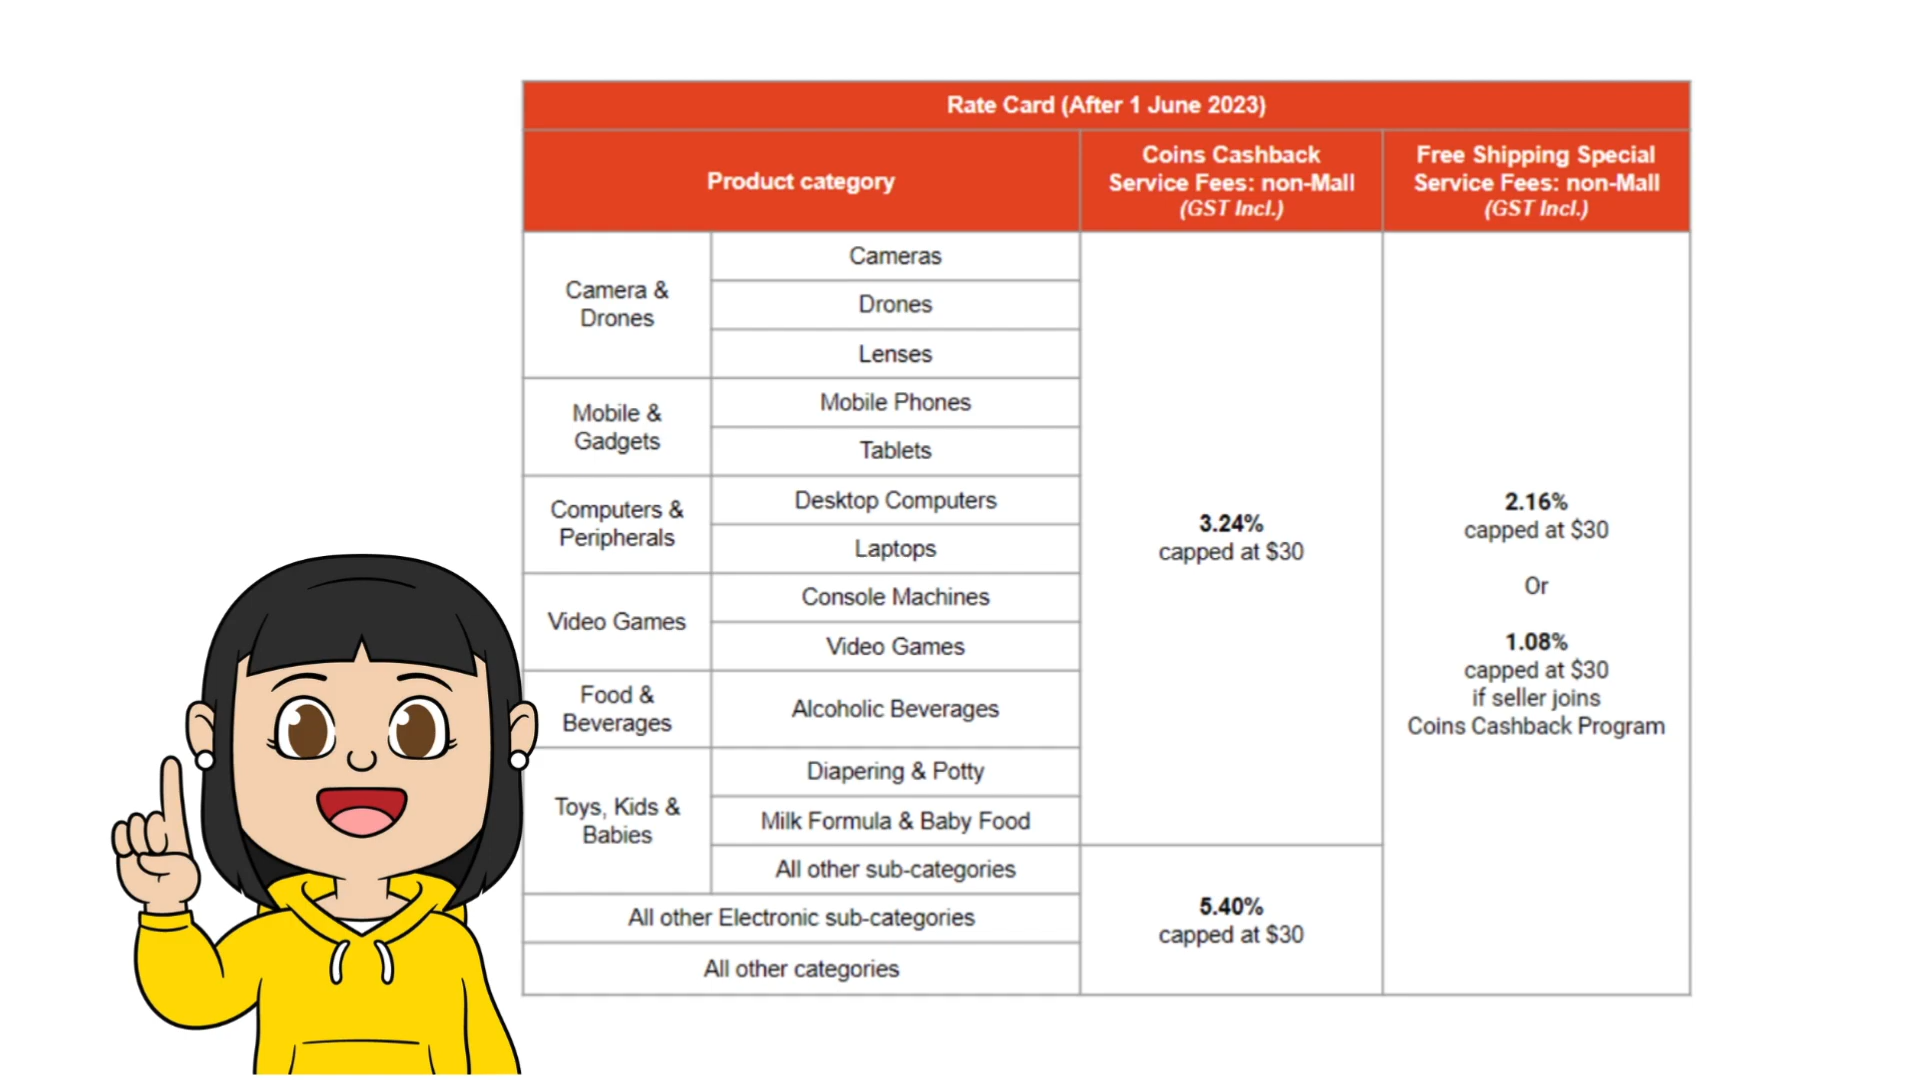 Rate Card (After 1 June 2023)
Product category
Coins Cashback
Service Fees: non-Mall
(GST Incl.)
Free Shipping Special
Service Fees: non-Mall
(GST Incl.)
Camera &
Drones
Cameras
Drones
Lenses
Mobile &
Gadgets
Mobile Phones
Tablets
Computers &
Peripherals
Desktop Computers
Laptops
Video Games
Console Machines
Video Games
Food &
Beverages
Alcoholic Beverages
Toys, Kids &
Babies
Diapering & Potty
Milk Formula & Baby Food
All other sub-categories
All other Electronic sub-categories
All other categories
3.24%
capped at $30
5.40%
capped at $30
2.16%
capped at $30
Or
1.08%
capped at $30
if seller joins
Coins Cashback Program